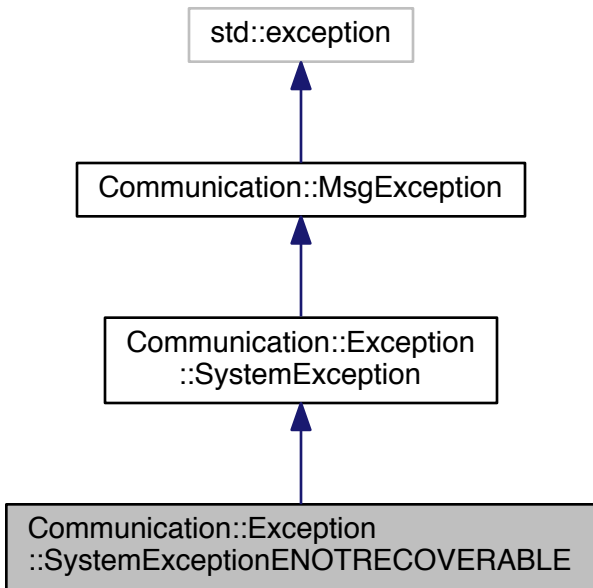 std::exception
Communication::MsgException
Communication::Exception
::SystemException
Communication::Exception
::SystemExceptionENOTRECOVERABLE